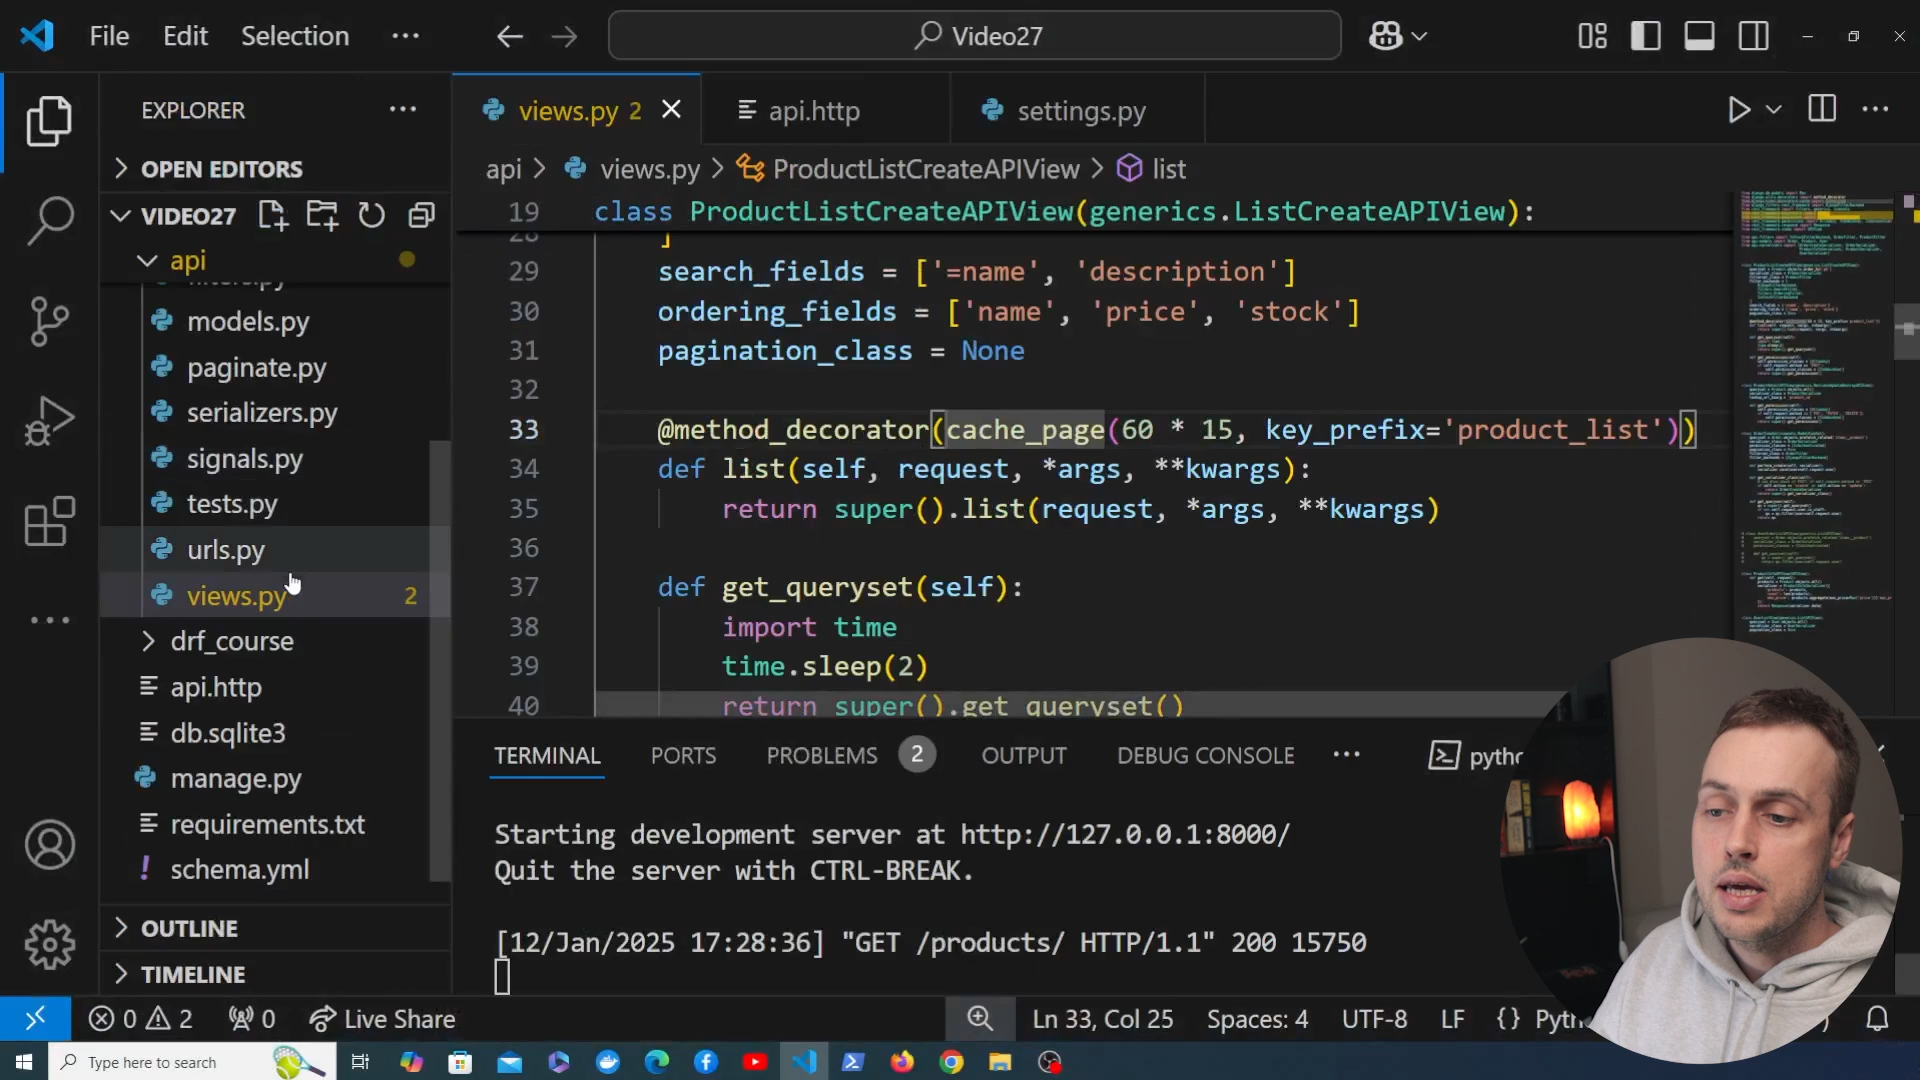 File Edit Selection ··· Video27
EXPLORER ···
OPEN EDITORS
VIDEO27
api
filters.py
models.py
paginate.py
serializers.py
signals.py
tests.py
urls.py
views.py 2
drf_course
api.http
db.sqlite3
manage.py
requirements.txt
schema.yml
OUTLINE
TIMELINE
views.py 2 api.http settings.py
api > views.py > ProductListCreateAPIView > list
19 class ProductListCreateAPIView(generics.ListCreateAPIView):
28 ]
29 search_fields = ['=name', 'description']
30 ordering_fields = ['name', 'price', 'stock']
31 pagination_class = None
32
33 @method_decorator(cache_page(60 * 15, key_prefix='product_list'))
34 def list(self, request, *args, **kwargs):
35 return super().list(request, *args, **kwargs)
36
37 def get_queryset(self):
38 import time
39 time.sleep(2)
40 return super().get_queryset()
TERMINAL PORTS PROBLEMS 2 OUTPUT DEBUG CONSOLE ···
Starting development server at http://127.0.0.1:8000/
Quit the server with CTRL-BREAK.
[12/Jan/2025 17:28:36] "GET /products/ HTTP/1.1" 200 15750
0 2 0 Live Share Ln 33, Col 25 Spaces: 4 UTF-8 LF {}
Type here to search